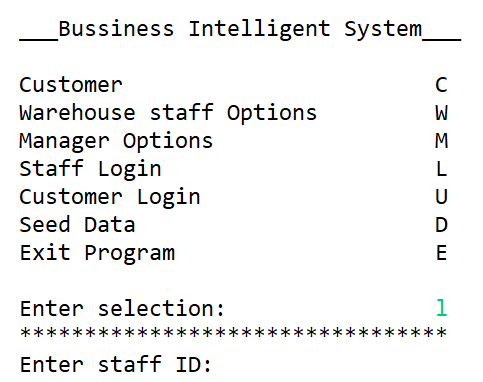 ___Bussiness Intelligent System___
Customer C
Warehouse staff Options W
Manager Options M
Staff Login L
Customer Login U
Seed Data D
Exit Program E
Enter selection: l
*********************************
Enter staff ID: